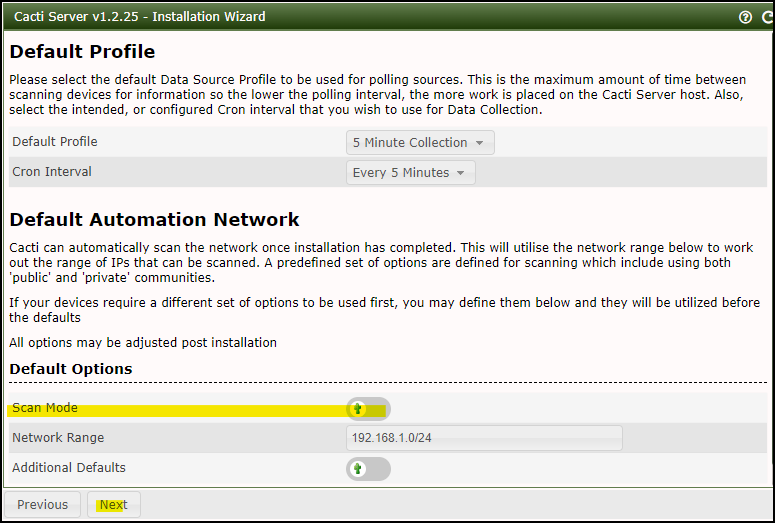 Cacti Server v1.2.25 - Installation Wizard
Default Profile
Please select the default Data Source Profile to be used for polling sources. This is the maximum amount of time between
scanning devices for information so the lower the polling interval, the more work is placed on the Cacti Server host. Also,
select the intended, or configured Cron interval that you wish to use for Data Collection.
Default Profile 5 Minute Collection
Cron Interval Every 5 Minutes
Default Automation Network
Cacti can automatically scan the network once installation has completed. This will utilise the network range below to work
out the range of IPs that can be scanned. A predefined set of options are defined for scanning which include using both
'public' and 'private' communities.
If your devices require a different set of options to be used first, you may define them below and they will be utilized before
the defaults
All options may be adjusted post installation
Default Options
Scan Mode
Network Range 192.168.1.0/24
Additional Defaults
Previous Next